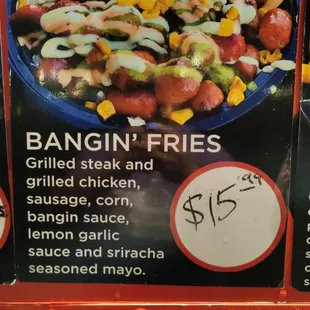 BANGIN' FRIES
Grilled steak and
grilled chicken,
sausage, corn,
bangin sauce,
lemon garlic
sauce and sriracha
seasoned mayo.
$15.99